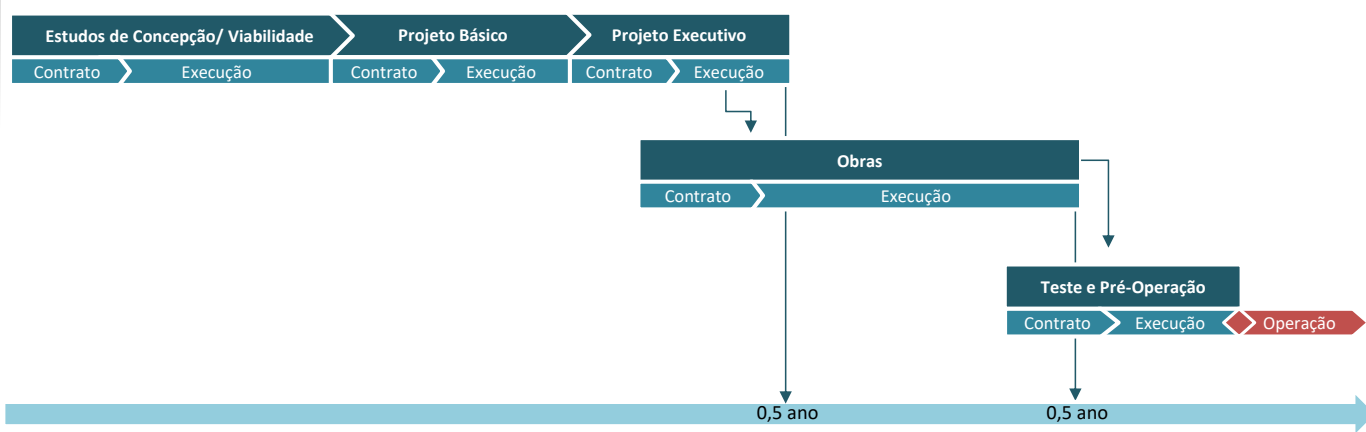 Estudos de Concepção/ Viabilidade
Projeto Básico
Projeto Executivo
Contrato
Execução
Contrato
Execução
Contrato
Execução
Obras
Contrato
Execução
Teste e Pré-Operação
Contrato
Execução
Operação
0,5 ano
0,5 ano